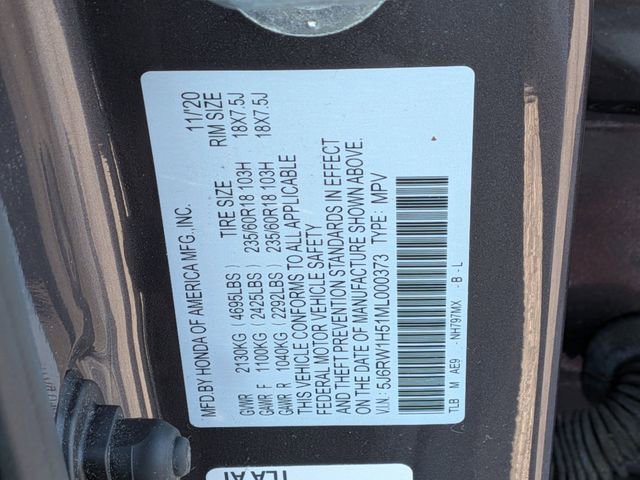 MFD BY HONDA OF AMERICA MFG., INC. 11/'20
TIRE SIZE RIM SIZE
GVWR 2130KG (4695LBS)
GAWR F 1100KG (2425LBS) 235/60R18 103H 18X7.5J
GAWR R 1040KG (2292LBS) 235/60R18 103H 18X7.5J
THIS VEHICLE CONFORMS TO ALL APPLICABLE
FEDERAL MOTOR VEHICLE SAFETY
AND THEFT PREVENTION STANDARDS IN EFFECT
ON THE DATE OF MANUFACTURE SHOWN ABOVE.
V.I.N: 5J6RW1H51ML000373 TYPE: MPV
TLB M AE9 NH797MX B - L